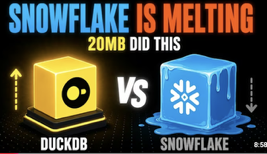 SNOWFLAKE IS MELTING
20MB DID THIS
VS
DUCKDB
SNOWFLAKE
8:58